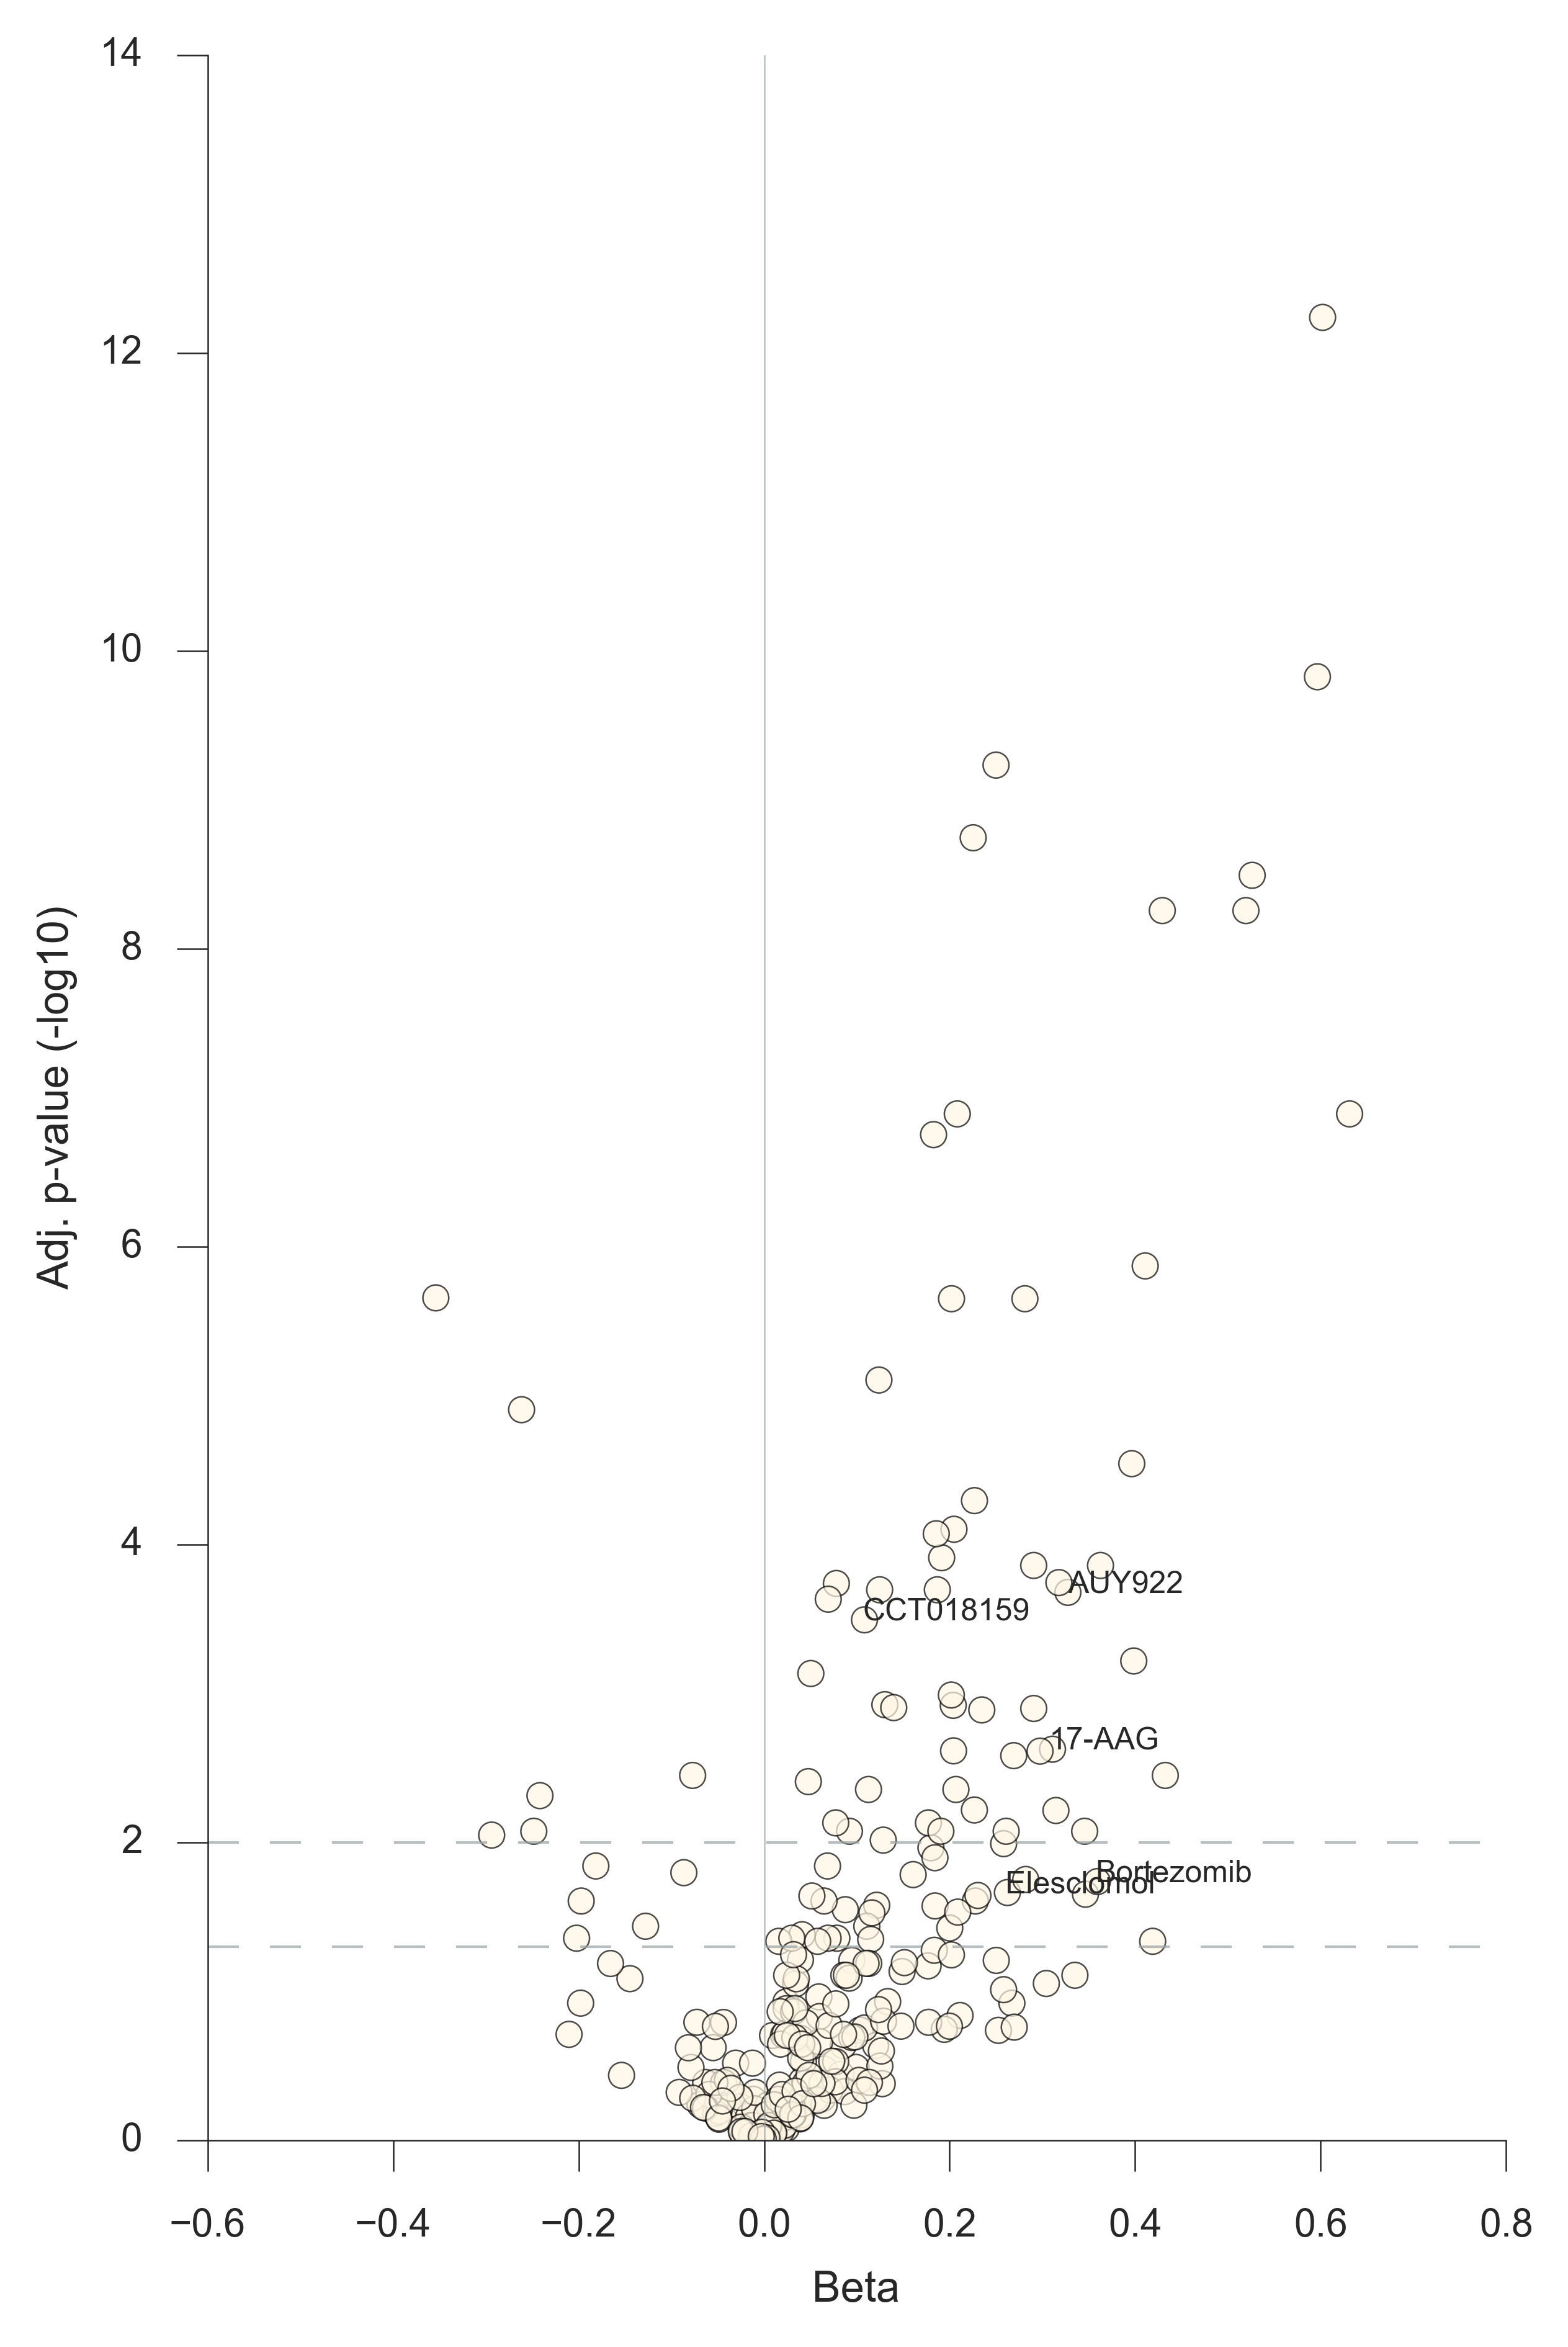 14
12
10
8
6
4
2
0
Adj. p-value (-log10)
AUY922
CCT018159
17-AAG
Bortezomib
Elesclomol
−0.6
−0.4
−0.2
0.0
0.2
0.4
0.6
0.8
Beta